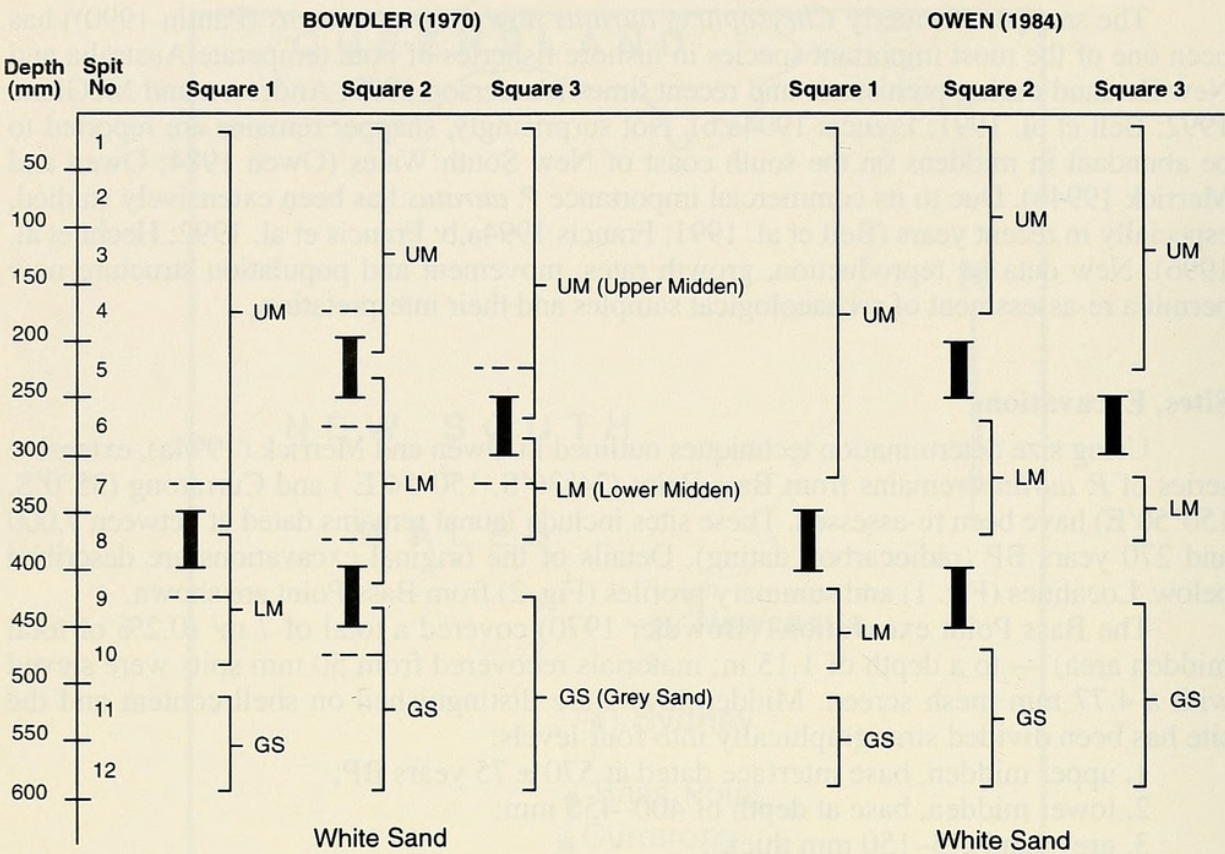 BOWDLER (1970) OWEN (1984)
Depth (mm) Spit No Square 1 Square 2 Square 3 Square 1 Square 2 Square 3
1
50
2
100 UM
3 UM UM
150 UM (Upper Midden)
4 UM UM
200
5
250
6
300
7 LM LM (Lower Midden) LM
350 LM
8
400
9 LM
450 LM
10
500 GS (Grey Sand) GS
11 GS GS
550 GS GS
12
600
White Sand White Sand